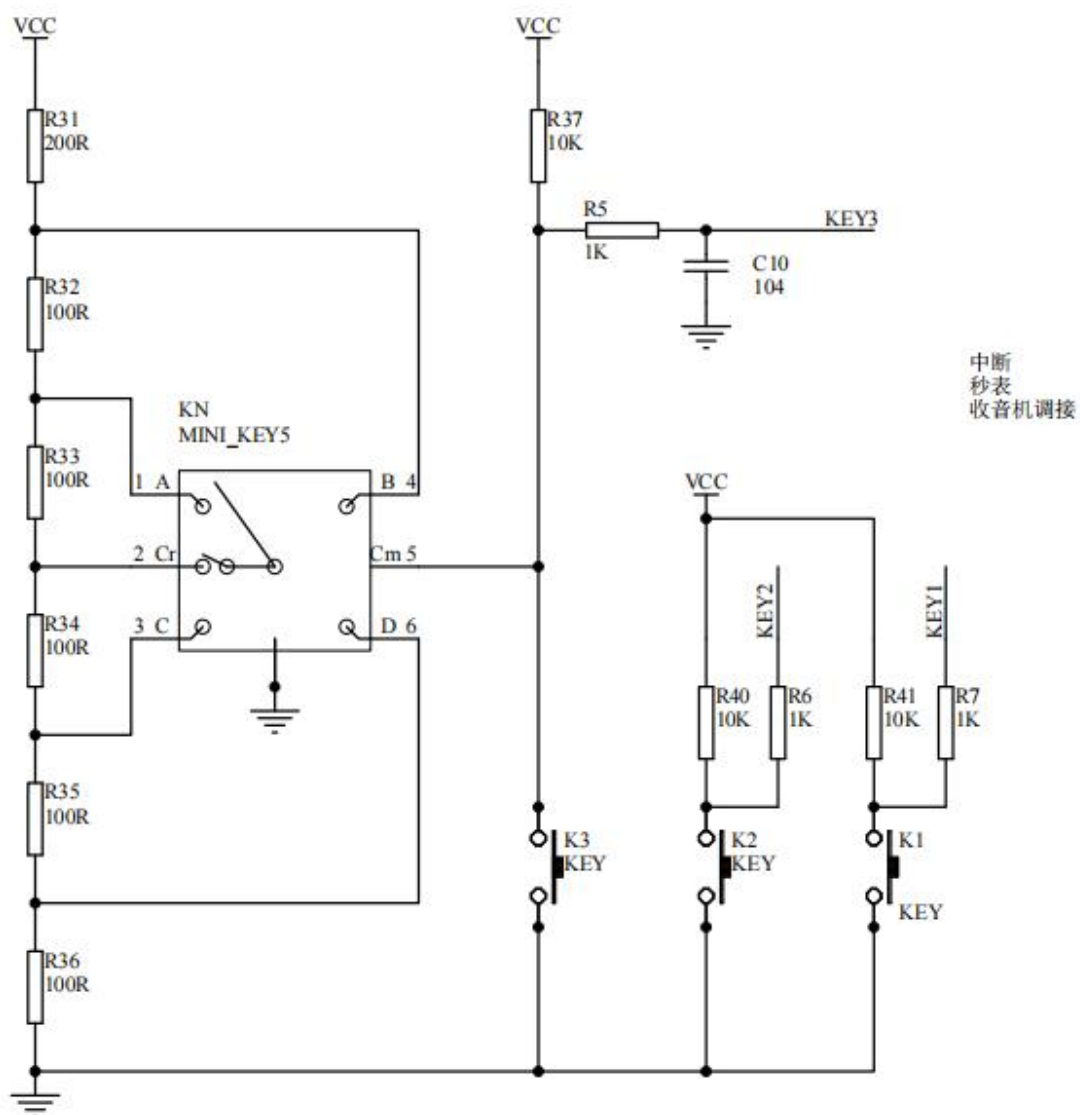 VCC
VCC
R31
200R
R37
10K
R5
1K
KEY3
C10
104
R32
100R
中断
秒表
收音机调接
KN
MINI_KEY5
R33
100R
1 A
B 4
VCC
2 Cr
Cm 5
R34
100R
3 C
D 6
KEY2
KEY1
R40
10K
R6
1K
R41
10K
R7
1K
R35
100R
K3
KEY
K2
KEY
K1
KEY
R36
100R